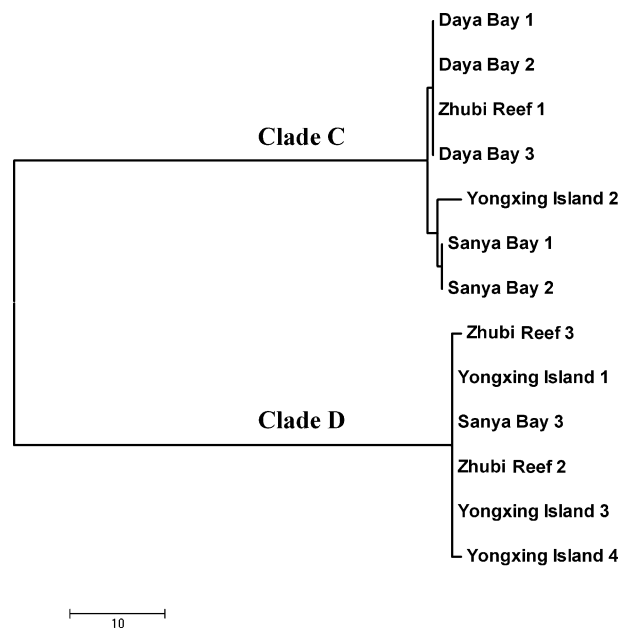 Daya Bay 1
Daya Bay 2
Zhubi Reef 1
Clade C
Daya Bay 3
Yongxing Island 2
Sanya Bay 1
Sanya Bay 2
Zhubi Reef 3
Yongxing Island 1
Clade D
Sanya Bay 3
Zhubi Reef 2
Yongxing Island 3
Yongxing Island 4
10